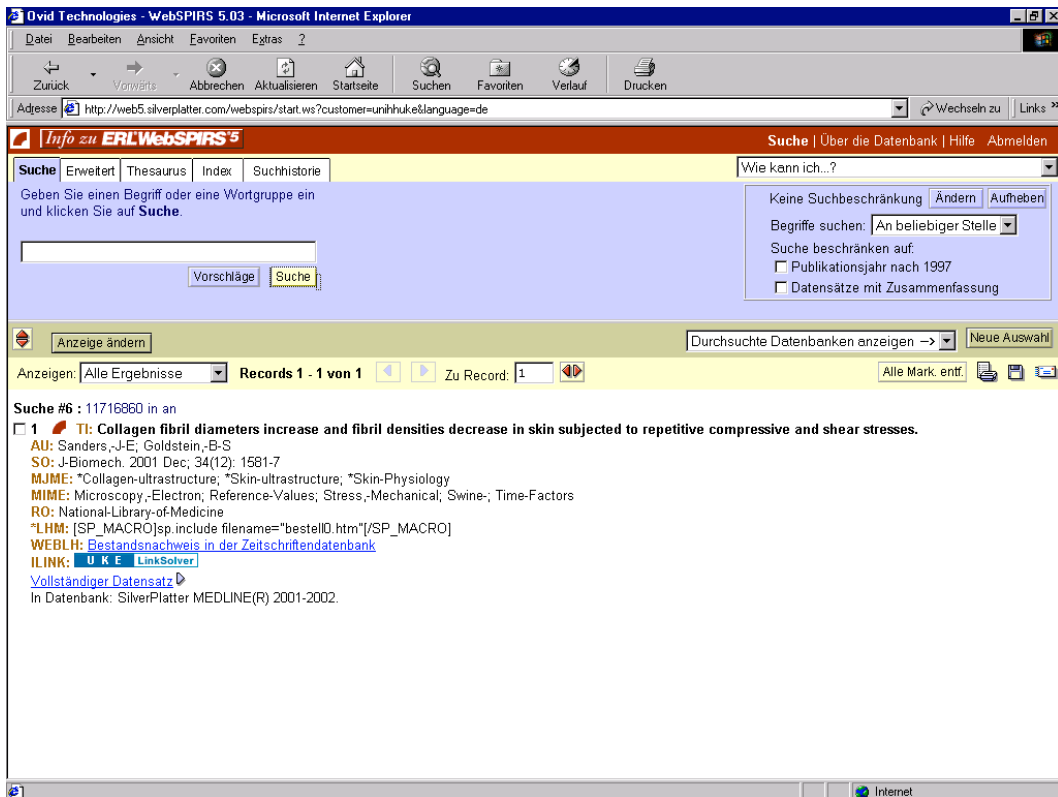 Ovid Technologies - WebSPIRS 5.03 - Microsoft Internet Explorer
Datei Bearbeiten Ansicht Favoriten Extras ?
Zurück Vorwärts Abbrechen Aktualisieren Startseite Suchen Favoriten Verlauf Drucken
Adresse http://web5.silverplatter.com/webspirs/start.ws?customer=unihhuke&language=de Wechseln zu Links »
Info zu ERL®WebSPIRS®5 Suche | Über die Datenbank | Hilfe Abmelden
Suche Erweitert Thesaurus Index Suchhistorie Wie kann ich...?
Geben Sie einen Begriff oder eine Wortgruppe ein
und klicken Sie auf Suche.
Vorschläge Suche
Keine Suchbeschränkung Ändern Aufheben
Begriffe suchen: An beliebiger Stelle
Suche beschränken auf:
Publikationsjahr nach 1997
Datensätze mit Zusammenfassung
Anzeige ändern Durchsuchte Datenbanken anzeigen --> Neue Auswahl
Anzeigen: Alle Ergebnisse Records 1 - 1 von 1 Zu Record: 1 Alle Mark. entf.
Suche #6 : 11716860 in an
1 TI: Collagen fibril diameters increase and fibril densities decrease in skin subjected to repetitive compressive and shear stresses.
AU: Sanders,-J-E; Goldstein,-B-S
SO: J-Biomech. 2001 Dec; 34(12): 1581-7
MJME: *Collagen-ultrastructure; *Skin-ultrastructure; *Skin-Physiology
MIME: Microscopy,-Electron; Reference-Values; Stress,-Mechanical; Swine-; Time-Factors
RO: National-Library-of-Medicine
*LHM: [SP_MACRO]sp.include filename="bestell0.htm"[/SP_MACRO]
WEBLH: Bestandsnachweis in der Zeitschriftendatenbank
ILINK: U K E LinkSolver
Vollständiger Datensatz
In Datenbank: SilverPlatter MEDLINE(R) 2001-2002.
Internet